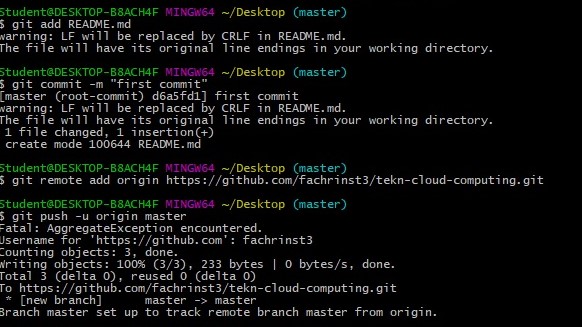 Student@DESKTOP-B8ACH4F MINGW64 ~/Desktop (master)
$ git add README.md
warning: LF will be replaced by CRLF in README.md.
The file will have its original line endings in your working directory.
Student@DESKTOP-B8ACH4F MINGW64 ~/Desktop (master)
$ git commit -m "first commit"
[master (root-commit) d6a5fd1] first commit
warning: LF will be replaced by CRLF in README.md.
The file will have its original line endings in your working directory.
 1 file changed, 1 insertion(+)
 create mode 100644 README.md
Student@DESKTOP-B8ACH4F MINGW64 ~/Desktop (master)
$ git remote add origin https://github.com/fachrinst3/tekn-cloud-computing.git
Student@DESKTOP-B8ACH4F MINGW64 ~/Desktop (master)
$ git push -u origin master
Fatal: AggregateException encountered.
Username for 'https://github.com': fachrinst3
Counting objects: 3, done.
Writing objects: 100% (3/3), 233 bytes | 0 bytes/s, done.
Total 3 (delta 0), reused 0 (delta 0)
To https://github.com/fachrinst3/tekn-cloud-computing.git
 * [new branch]      master -> master
Branch master set up to track remote branch master from origin.